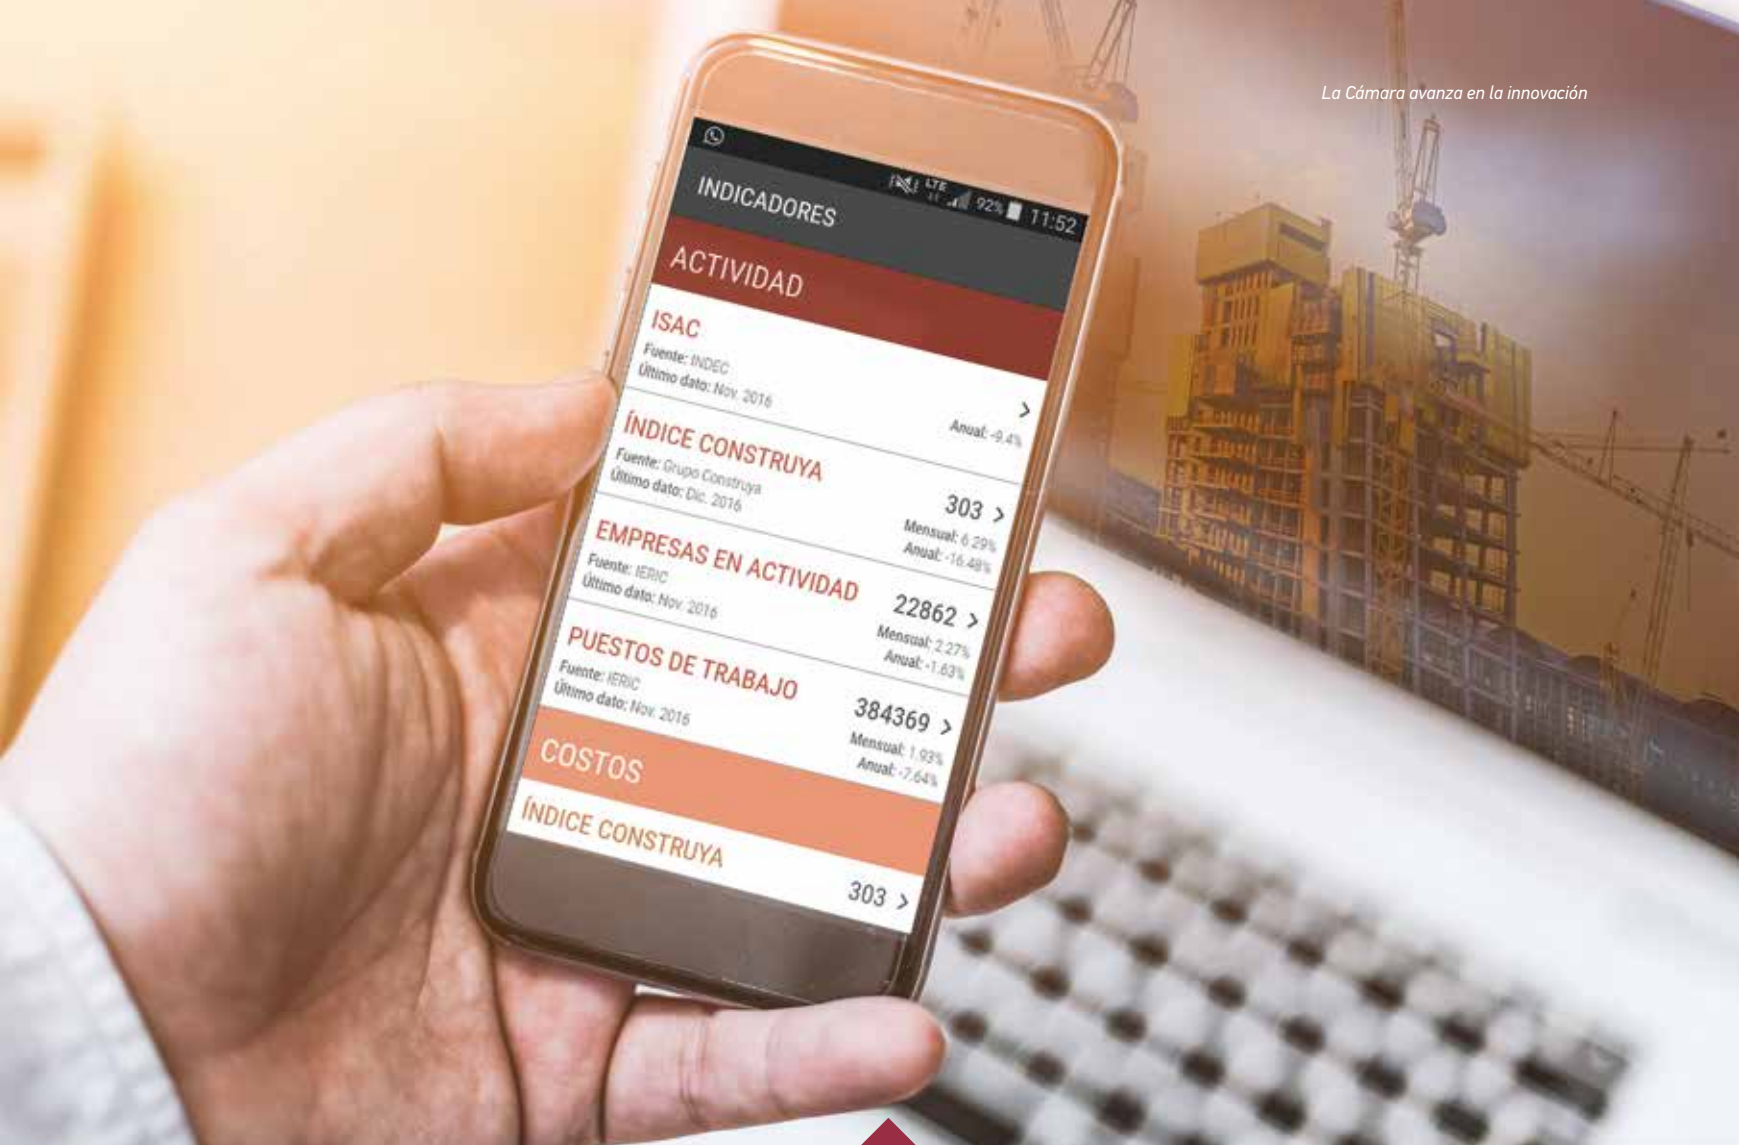 La Cámara avanza en la innovación
LTE 92% 11:52
INDICADORES
ACTIVIDAD
ISAC
Fuente: INDEC
Último dato: Nov. 2016
Anual: -9.4%
ÍNDICE CONSTRUYA
Fuente: Grupo Construya
Último dato: Dic. 2016
303 >
Mensual: 6.29%
Anual: -16.48%
EMPRESAS EN ACTIVIDAD
Fuente: IERIC
Último dato: Nov. 2016
22862 >
Mensual: 2.27%
Anual: -1.63%
PUESTOS DE TRABAJO
Fuente: IERIC
Último dato: Nov. 2016
384369 >
Mensual: 1.93%
Anual: -7.64%
COSTOS
ÍNDICE CONSTRUYA
303 >